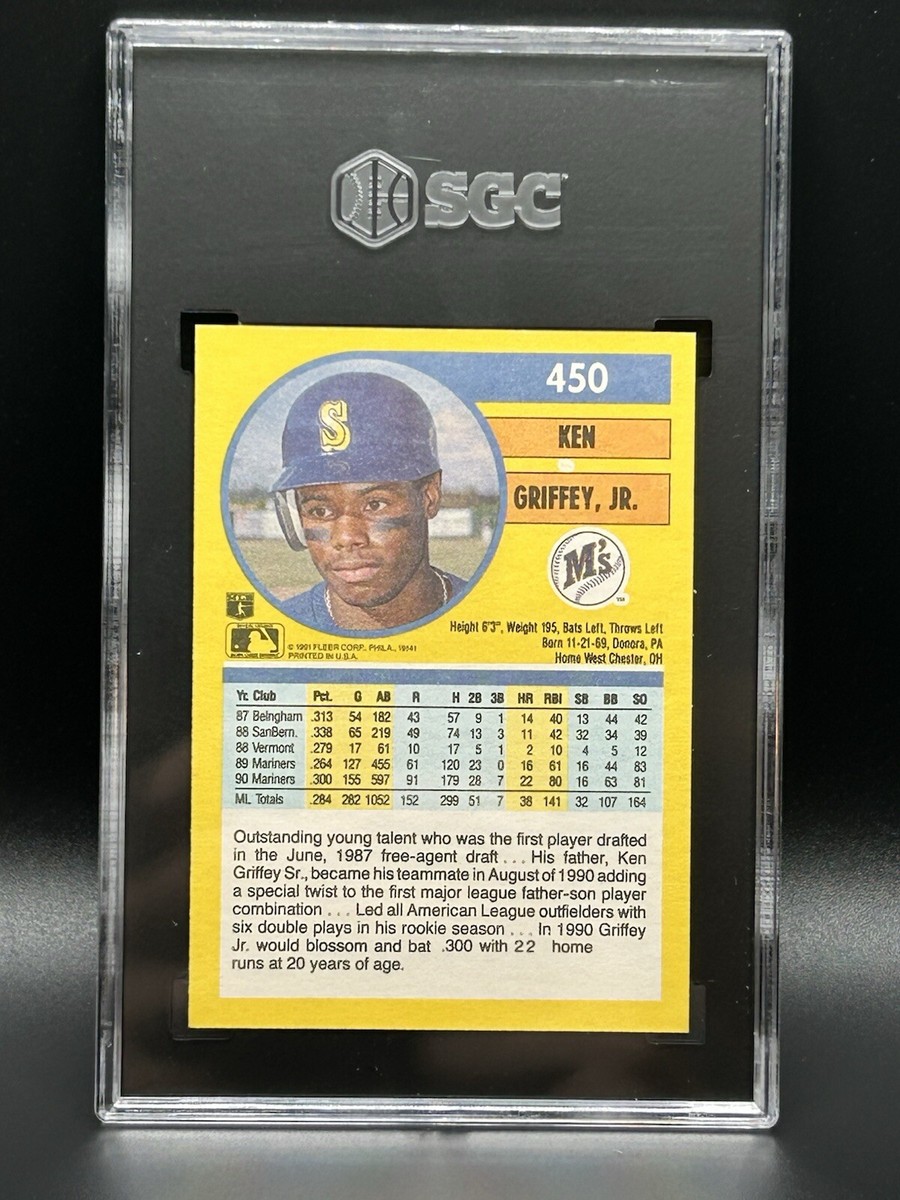 SGC
450
KEN
GRIFFEY, JR.
S
M's
TM
Height 6'3", Weight 195, Bats Left, Throws Left
Born 11-21-69, Donora, PA
Home West Chester, OH
© 1991 FLEER CORP., PHILA., 19141
PRINTED IN U.S.A.
Yr. Club Pct. G AB R H 2B 3B HR RBI SB BB SO
87 Belngham .313 54 182 43 57 9 1 14 40 13 44 42
88 SanBern. .338 65 219 49 74 13 3 11 42 32 34 39
88 Vermont .279 17 61 10 17 5 1 2 10 4 5 12
89 Mariners .264 127 455 61 120 23 0 16 61 16 44 83
90 Mariners .300 155 597 91 179 28 7 22 80 16 63 81
ML Totals .284 282 1052 152 299 51 7 38 141 32 107 164
Outstanding young talent who was the first player drafted
in the June, 1987 free-agent draft . . . His father, Ken
Griffey Sr., became his teammate in August of 1990 adding
a special twist to the first major league father-son player
combination . . . Led all American League outfielders with
six double plays in his rookie season . . . In 1990 Griffey
Jr. would blossom and bat .300 with 22 home
runs at 20 years of age.